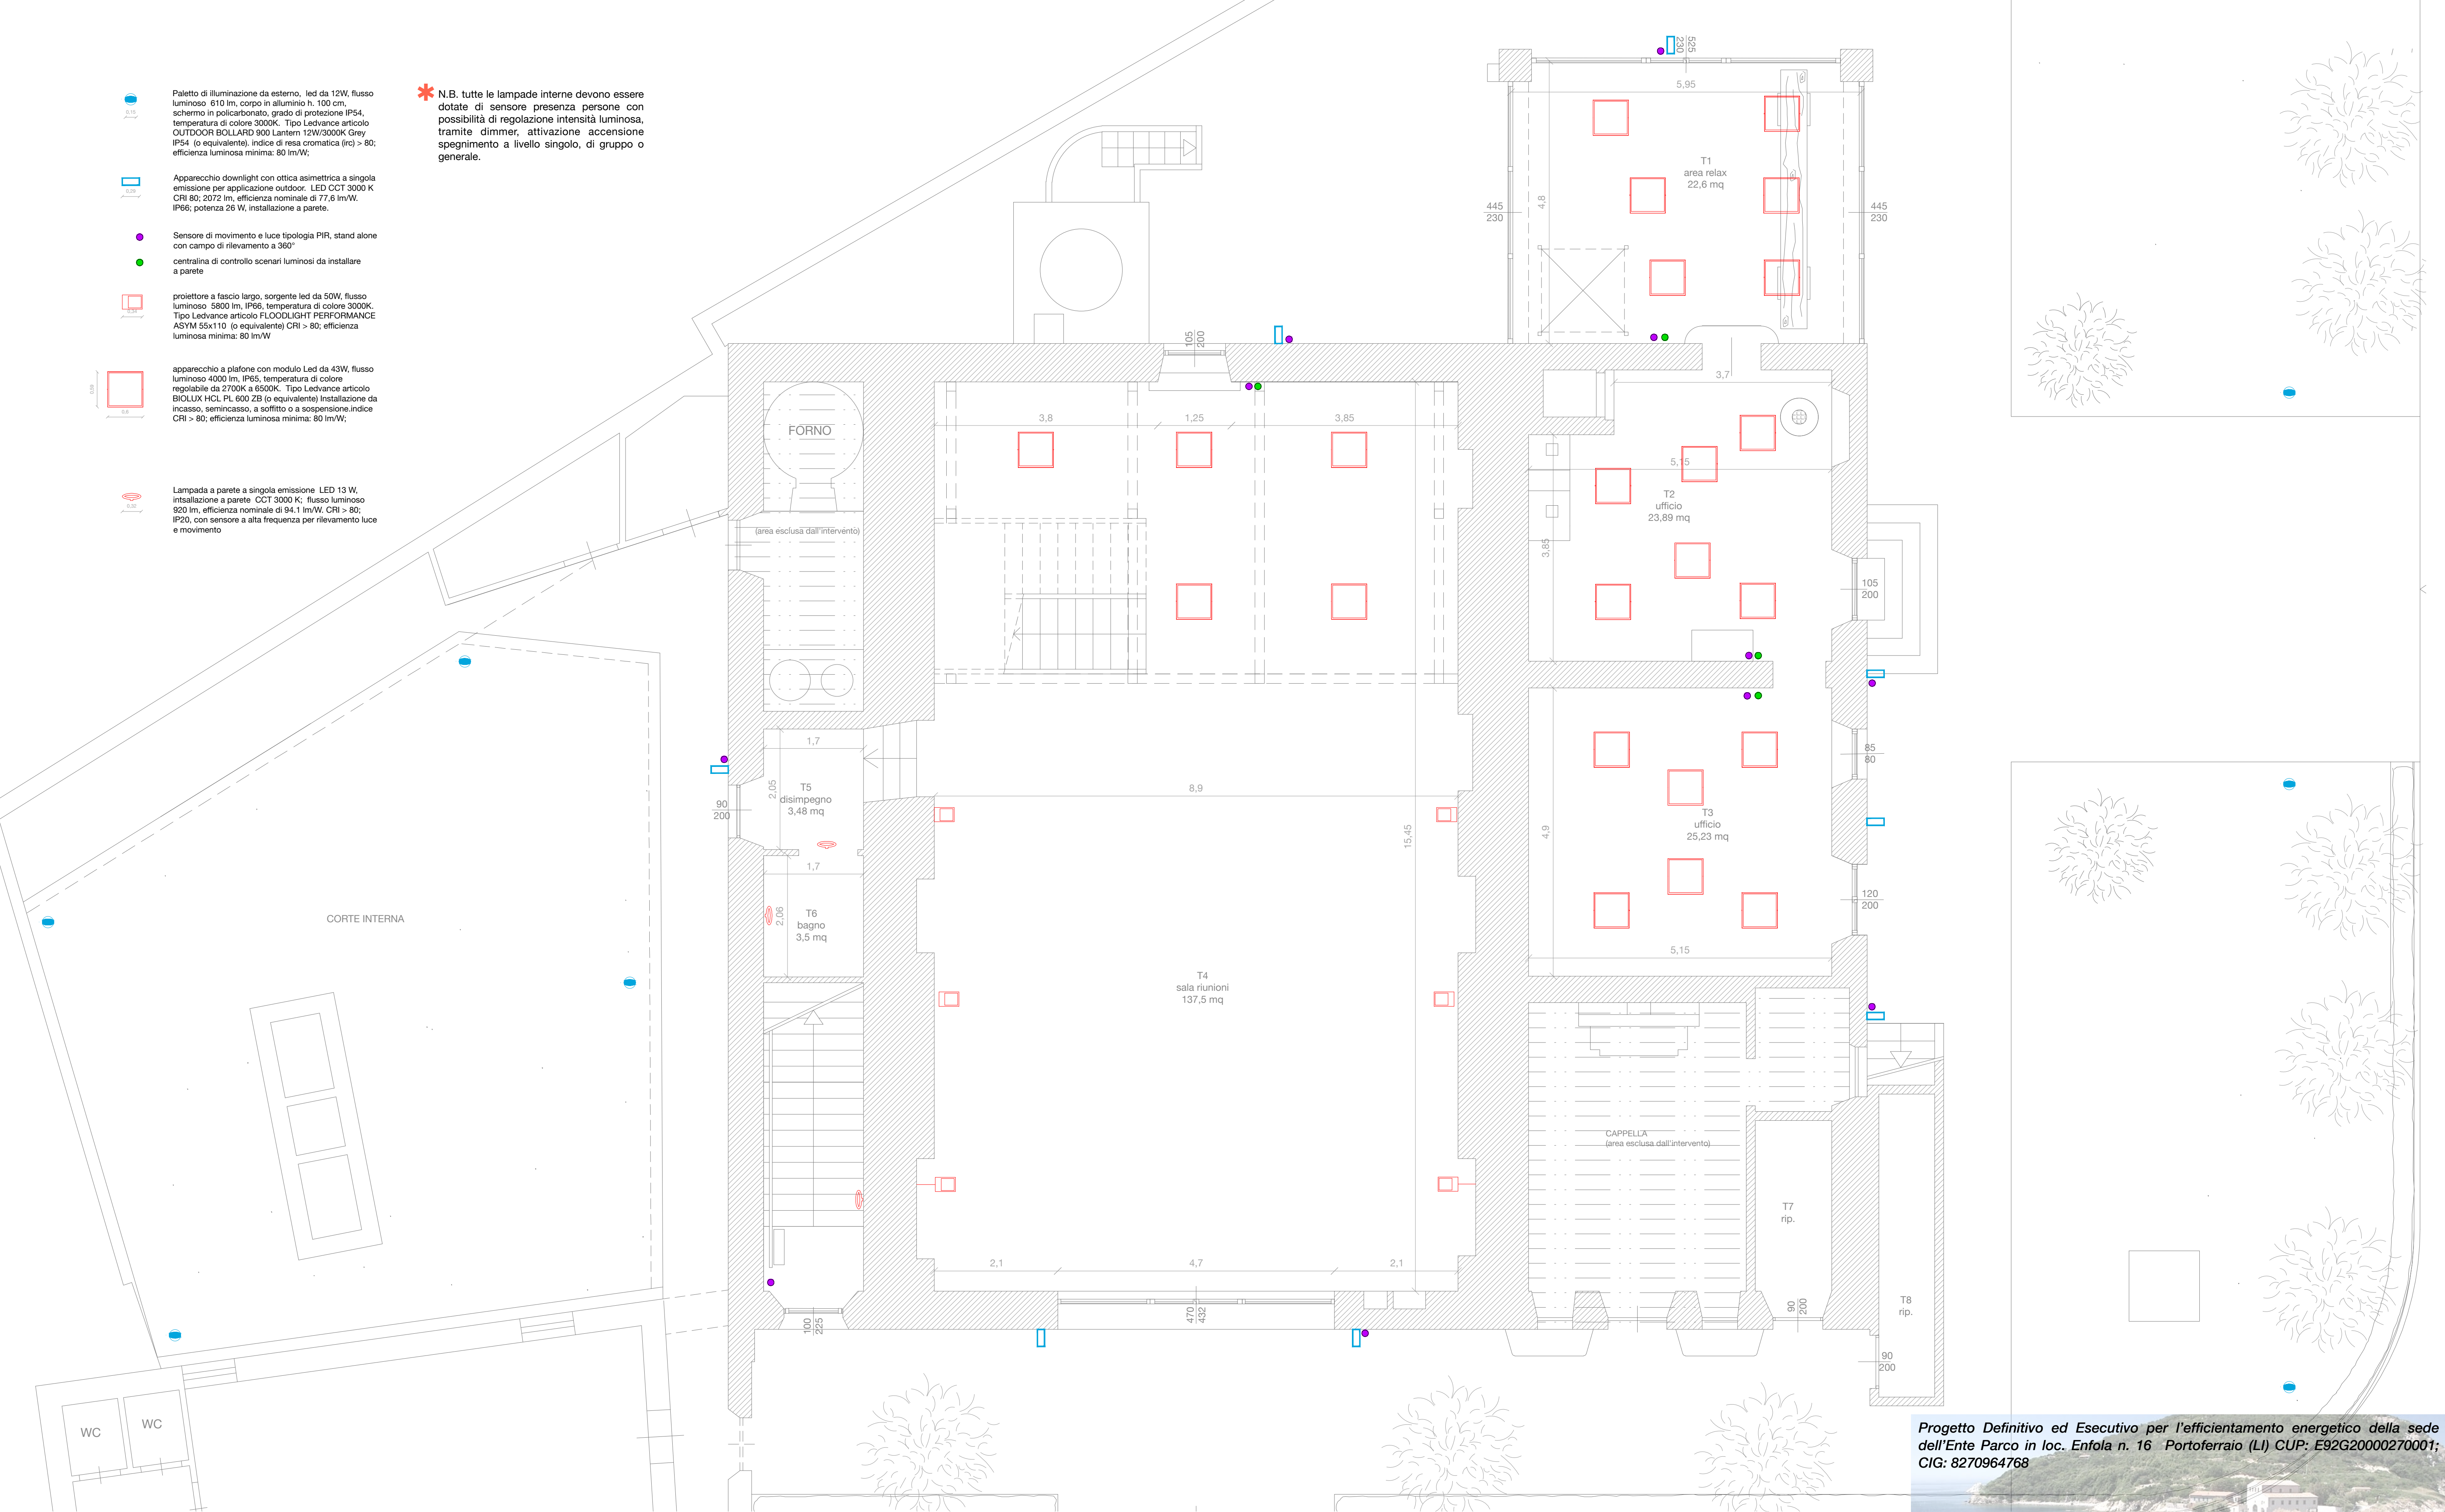 Paletto di illuminazione da esterno, led da 12W, flusso
luminoso 610 lm, corpo in alluminio h. 100 cm,
schermo in policarbonato, grado di protezione IP54,
temperatura di colore 3000K. Tipo Ledvance articolo
OUTDOOR BOLLARD 900 Lantern 12W/3000K Grey
IP54 (o equivalente). indice di resa cromatica (irc) > 80;
efficienza luminosa minima: 80 lm/W;
0,15
Apparecchio downlight con ottica asimettrica a singola
emissione per applicazione outdoor. LED CCT 3000 K
CRI 80; 2072 lm, efficienza nominale di 77,6 lm/W.
IP66; potenza 26 W, installazione a parete.
Sensore di movimento e luce tipologia PIR, stand alone
con campo di rilevamento a 360°
centralina di controllo scenari luminosi da installare
a parete
proiettore a fascio largo, sorgente led da 50W, flusso
luminoso 5800 lm, IP66, temperatura di colore 3000K.
Tipo Ledvance articolo FLOODLIGHT PERFORMANCE
ASYM 55x110 (o equivalente) CRI > 80; efficienza
luminosa minima: 80 lm/W
apparecchio a plafone con modulo Led da 43W, flusso
luminoso 4000 lm, IP65, temperatura di colore
regolabile da 2700K a 6500K. Tipo Ledvance articolo
BIOLUX HCL PL 600 ZB (o equivalente) Installazione da
incasso, semincasso, a soffitto o a sospensione.indice
CRI > 80; efficienza luminosa minima: 80 lm/W;
0,6
Lampada a parete a singola emissione LED 13 W,
intsallazione a parete CCT 3000 K; flusso luminoso
920 lm, efficienza nominale di 94.1 lm/W. CRI > 80;
IP20, con sensore a alta frequenza per rilevamento luce
e movimento
0,20
N.B. tutte le lampade interne devono essere
dotate di sensore presenza persone con
possibilità di regolazione intensità luminosa,
tramite dimmer, attivazione accensione
spegnimento a livello singolo, di gruppo o
generale.
525
230
5,95
T1
area relax
22,6 mq
4,8
445
230
445
230
105
200
3,7
FORNO
3,8
1,25
3,85
5,15
T2
ufficio
23,89 mq
(area esclusa dall'intervento)
3,85
105
200
1,7
85
80
2,05
T5
disimpegno
3,48 mq
8,9
90
200
T3
ufficio
25,23 mq
4,9
15,45
1,7
120
200
2,06
T6
bagno
3,5 mq
CORTE INTERNA
5,15
T4
sala riunioni
137,5 mq
CAPPELLA
(area esclusa dall'intervento)
T7
rip.
2,1
4,7
2,1
T8
rip.
100
225
470
432
90
200
90
200
WC
WC
Progetto Definitivo ed Esecutivo per l'efficientamento energetico della sede
dell'Ente Parco in loc. Enfola n. 16 Portoferraio (LI) CUP: E92G20000270001;
CIG: 8270964768